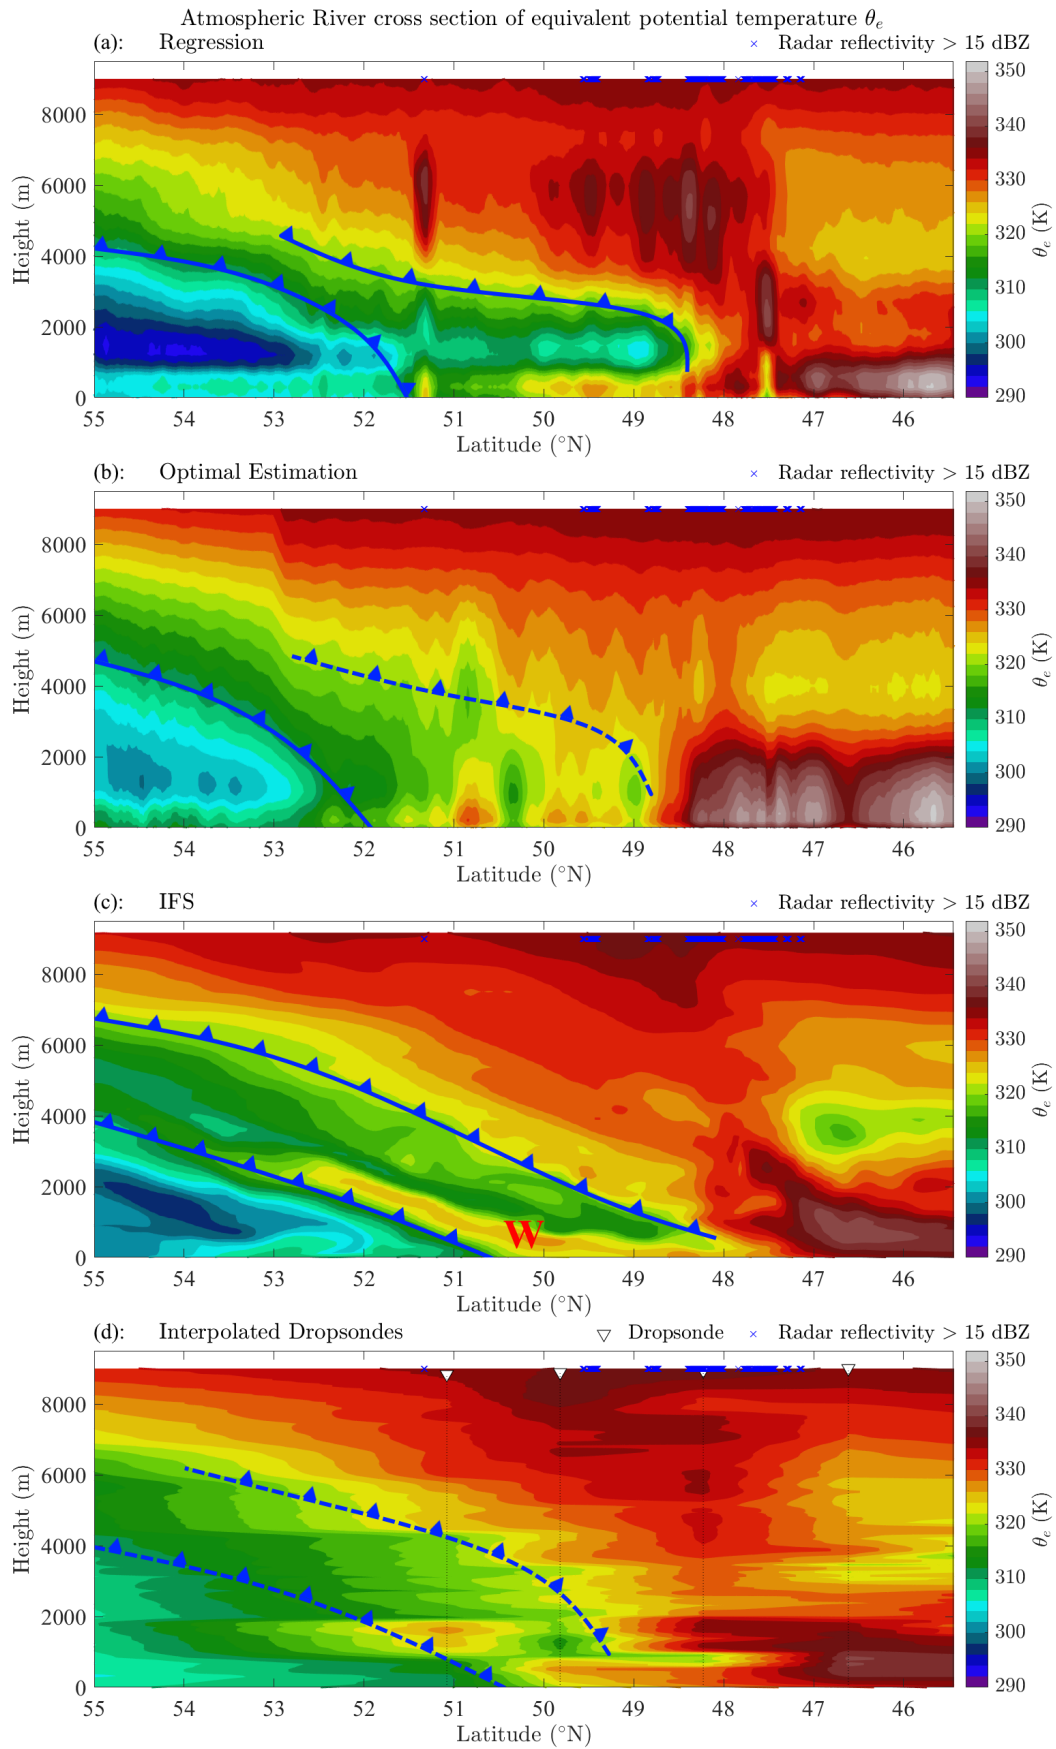 Atmospheric River cross section of equivalent potential temperature θe
(a): Regression × Radar reflectivity > 15 dBZ
8000
6000
4000
2000
0
Height (m)
55 54 53 52 51 50 49 48 47 46
Latitude (°N)
350
340
330
320
310
300
290
θe (K)
(b): Optimal Estimation × Radar reflectivity > 15 dBZ
8000
6000
4000
2000
0
Height (m)
55 54 53 52 51 50 49 48 47 46
Latitude (°N)
350
340
330
320
310
300
290
θe (K)
(c): IFS × Radar reflectivity > 15 dBZ
8000
6000
4000
2000
0
Height (m)
W
55 54 53 52 51 50 49 48 47 46
Latitude (°N)
350
340
330
320
310
300
290
θe (K)
(d): Interpolated Dropsondes ▽ Dropsonde × Radar reflectivity > 15 dBZ
8000
6000
4000
2000
0
Height (m)
55 54 53 52 51 50 49 48 47 46
Latitude (°N)
350
340
330
320
310
300
290
θe (K)